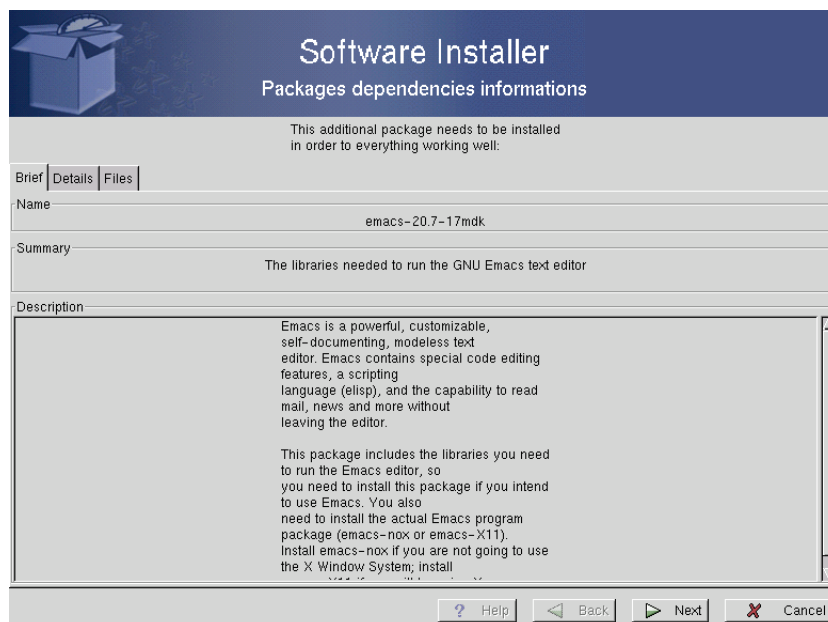 Software Installer
Packages dependencies informations
This additional package needs to be installed
in order to everything working well:
Brief Details Files
Name
emacs-20.7-17mdk
Summary
The libraries needed to run the GNU Emacs text editor
Description
Emacs is a powerful, customizable,
self-documenting, modeless text
editor. Emacs contains special code editing
features, a scripting
language (elisp), and the capability to read
mail, news and more without
leaving the editor.
This package includes the libraries you need
to run the Emacs editor, so
you need to install this package if you intend
to use Emacs. You also
need to install the actual Emacs program
package (emacs-nox or emacs-X11).
Install emacs-nox if you are not going to use
the X Window System; install
? Help Back Next Cancel